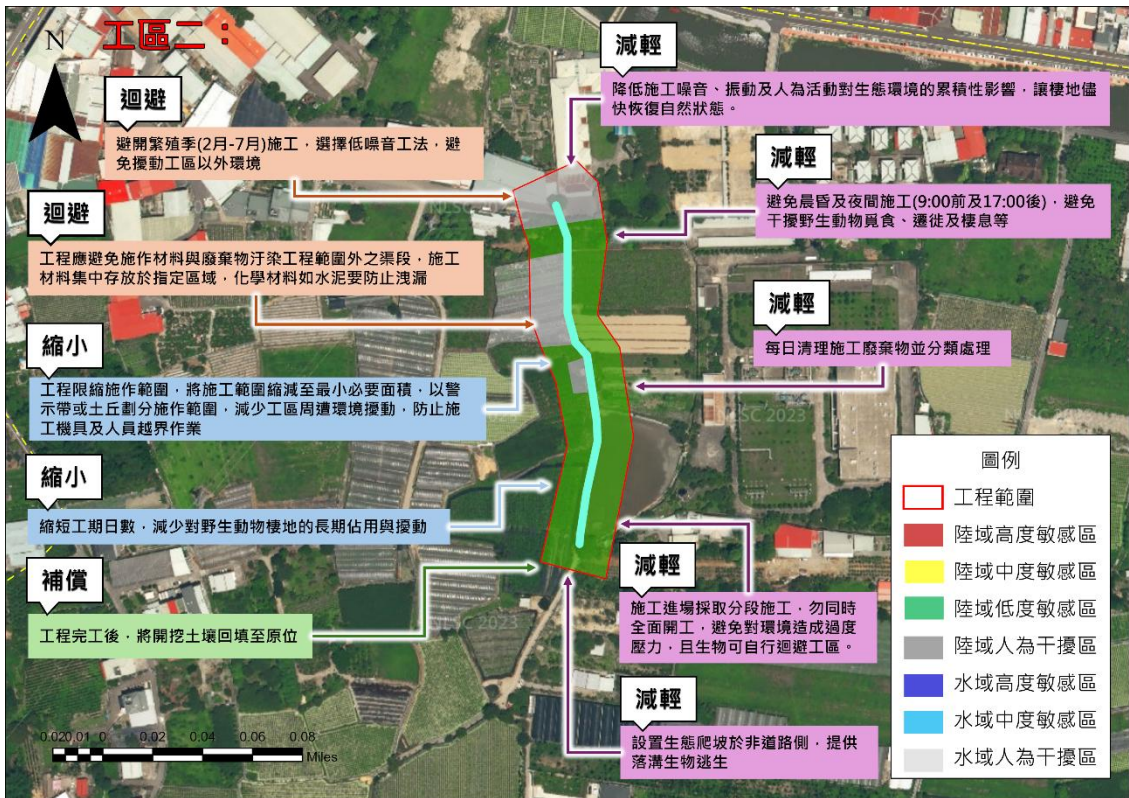 N
工區二：
迴避
避開繁殖季(2月-7月)施工，選擇低噪音工法，避
免擾動工區以外環境
迴避
工程應避免施作材料與廢棄物汙染工程範圍外之渠段，施工
材料集中存放於指定區域，化學材料如水泥要防止洩漏
縮小
工程限縮施作範圍，將施工範圍縮減至最小必要面積，以警
示帶或土丘劃分施作範圍，減少工區周遭環境擾動，防止施
工機具及人員越界作業
縮小
縮短工期日數，減少對野生動物棲地的長期佔用與擾動
補償
工程完工後，將開挖土壤回填至原位
減輕
降低施工噪音、振動及人為活動對生態環境的累積性影響，讓棲地儘
快恢復自然狀態。
減輕
避免晨昏及夜間施工(9:00前及17:00後)，避免
干擾野生動物覓食、遷徙及棲息等
減輕
每日清理施工廢棄物並分類處理
減輕
施工進場採取分段施工，勿同時
全面開工，避免對環境造成過度
壓力，且生物可自行迴避工區。
減輕
設置生態爬坡於非道路側，提供
落溝生物逃生
圖例
工程範圍
陸域高度敏感區
陸域中度敏感區
陸域低度敏感區
陸域人為干擾區
水域高度敏感區
水域中度敏感區
水域人為干擾區
0.02 0.01 0 0.02 0.04 0.06 0.08
Miles